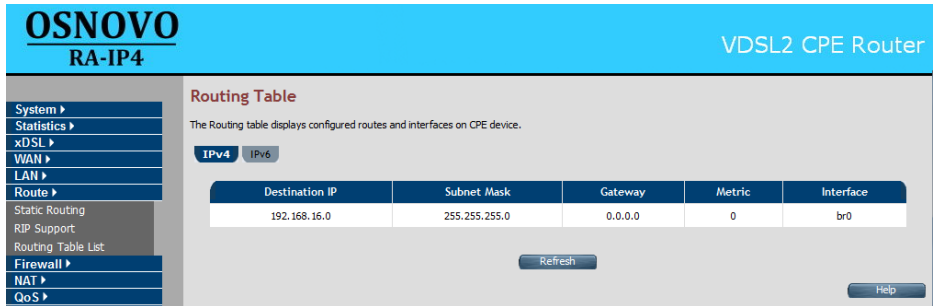 OSNOVO
RA-IP4
VDSL2 CPE Router
System
Statistics
xDSL
WAN
LAN
Route
Static Routing
RIP Support
Routing Table List
Firewall
NAT
QoS
Routing Table
The Routing table displays configured routes and interfaces on CPE device.
IPv4 IPv6
Destination IP Subnet Mask Gateway Metric Interface
192.168.16.0 255.255.255.0 0.0.0.0 0 br0
Refresh
Help